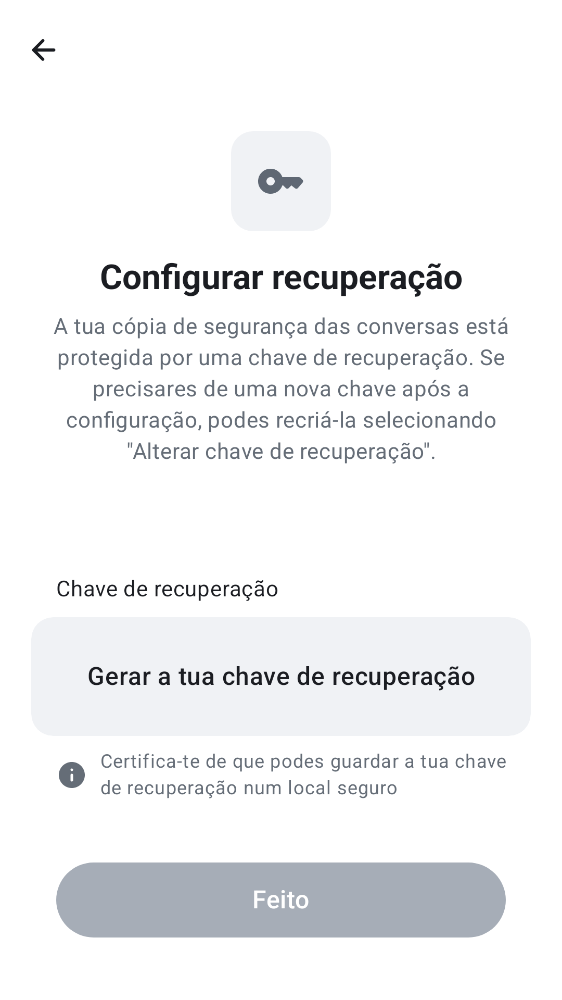 Configurar recuperação
A tua cópia de segurança das conversas está
protegida por uma chave de recuperação. Se
precisares de uma nova chave após a
configuração, podes recriá-la selecionando
"Alterar chave de recuperação".
Chave de recuperação
Gerar a tua chave de recuperação
Certifica-te de que podes guardar a tua chave
de recuperação num local seguro
Feito